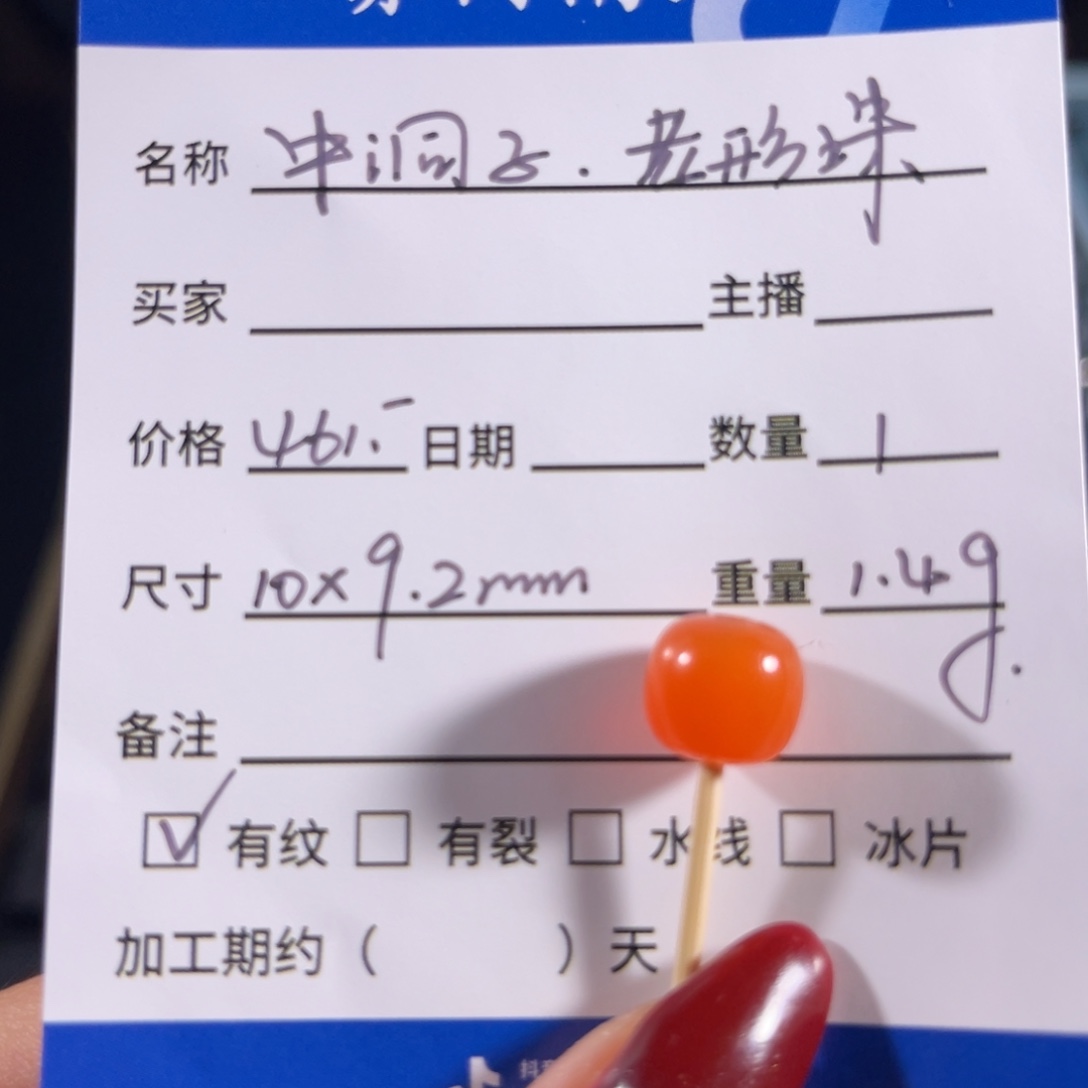 名称 中洞子.老形珠
买家 主播
价格 461.- 日期 数量 1
尺寸 10x9.2mm 重量 1.4g.
备注
☑ 有纹 □ 有裂 □ 水线 □ 冰片
加工期约（ ）天